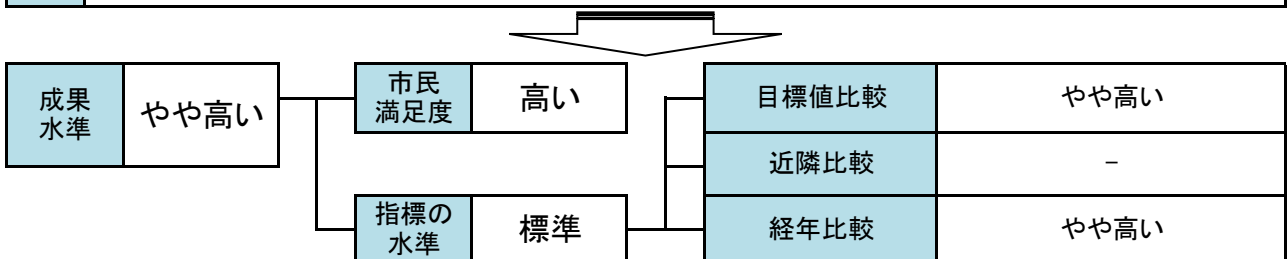 成果
水準
やや高い
市民
満足度
高い
指標の
水準
標準
目標値比較
やや高い
近隣比較
－
経年比較
やや高い